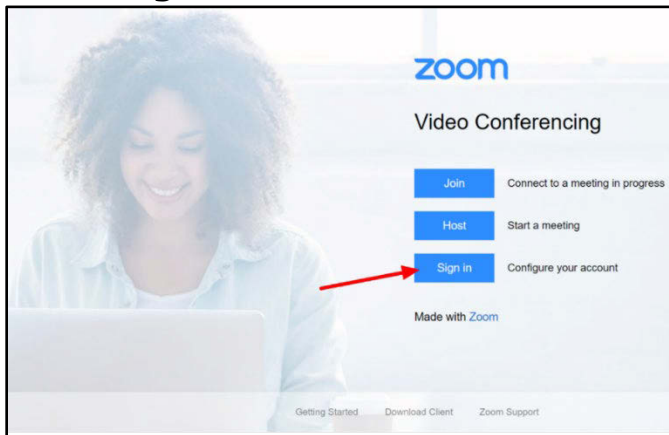 zoom
Video Conferencing
Join Connect to a meeting in progress
Host Start a meeting
Sign in Configure your account
Made with Zoom
Getting Started Download Client Zoom Support